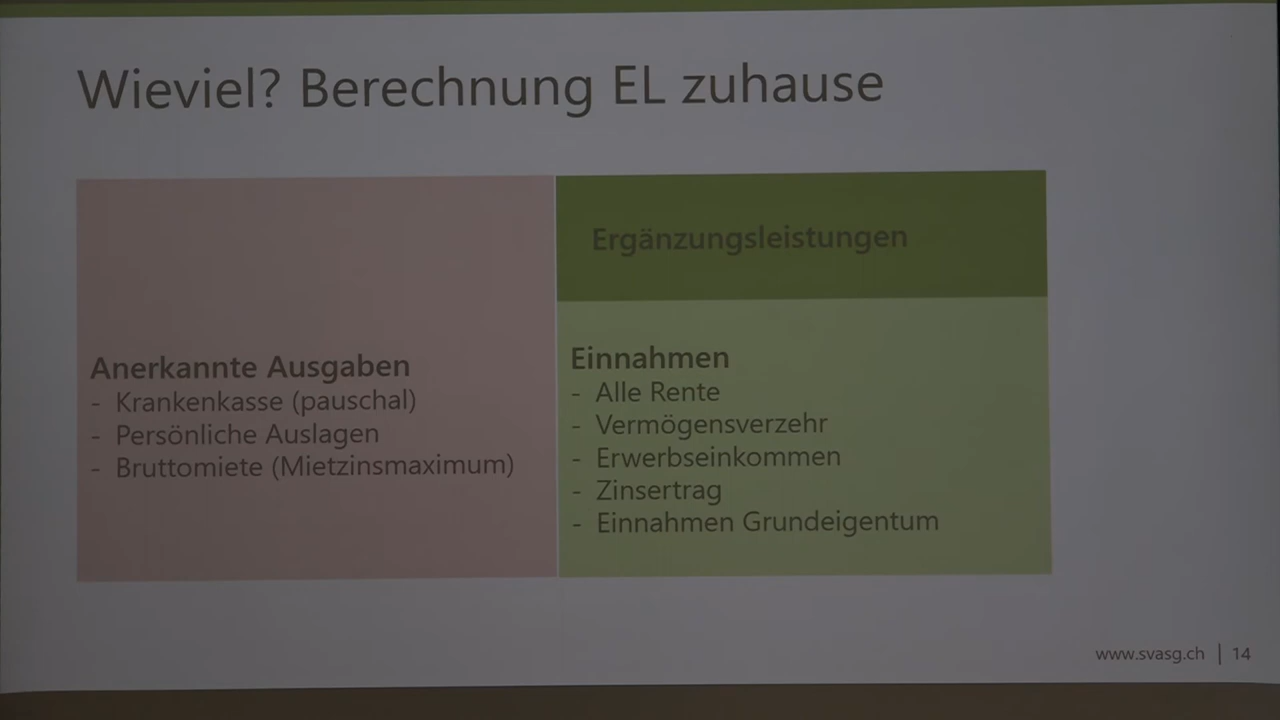 Wieviel? Berechnung EL zuhause
Anerkannte Ausgaben
- Krankenkasse (pauschal)
- Persönliche Auslagen
- Bruttomiete (Mietzinsmaximum)
Ergänzungsleistungen
Einnahmen
- Alle Rente
- Vermögensverzehr
- Erwerbseinkommen
- Zinsertrag
- Einnahmen Grundeigentum
www.svasg.ch | 14